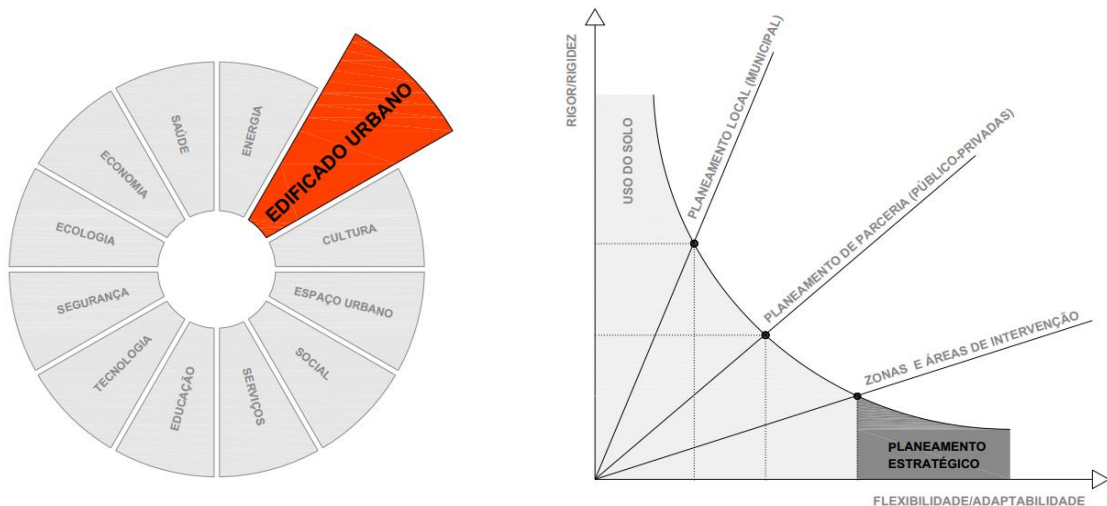 EDIFICADO URBANO
CULTURA
ESPAÇO URBANO
SOCIAL
SERVIÇOS
EDUCAÇÃO
TECNOLOGIA
SEGURANÇA
ECOLOGIA
ECONOMIA
SAÚDE
ENERGIA
RIGOR/RIGIDEZ
USO DO SOLO
PLANEAMENTO LOCAL (MUNICIPAL)
PLANEAMENTO DE PARCERIA (PÚBLICO-PRIVADAS)
ZONAS E ÁREAS DE INTERVENÇÃO
PLANEAMENTO
ESTRATÉGICO
FLEXIBILIDADE/ADAPTABILIDADE